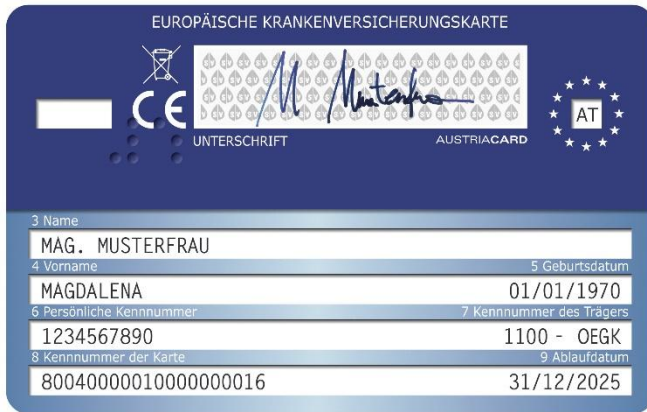 EUROPÄISCHE KRANKENVERSICHERUNGSKARTE
M Musterfrau
CE
AT
UNTERSCHRIFT AUSTRIACARD
3 Name
MAG. MUSTERFRAU
4 Vorname 5 Geburtsdatum
MAGDALENA 01/01/1970
6 Persönliche Kennnummer 7 Kennnummer des Trägers
1234567890 1100 - OEGK
8 Kennnummer der Karte 9 Ablaufdatum
80040000010000000016 31/12/2025